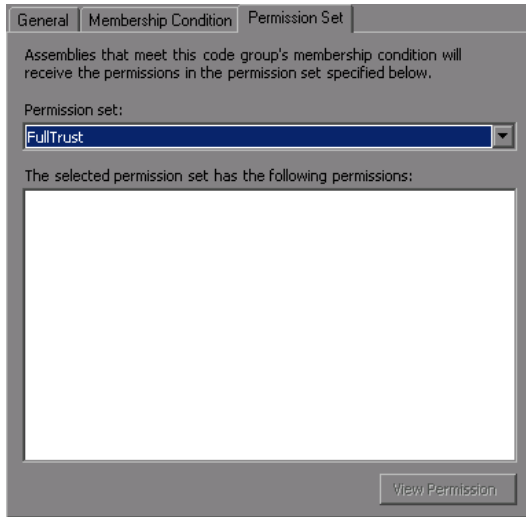 General Membership Condition Permission Set
Assemblies that meet this code group's membership condition will
receive the permissions in the permission set specified below.
Permission set:
FullTrust
The selected permission set has the following permissions:
View Permission